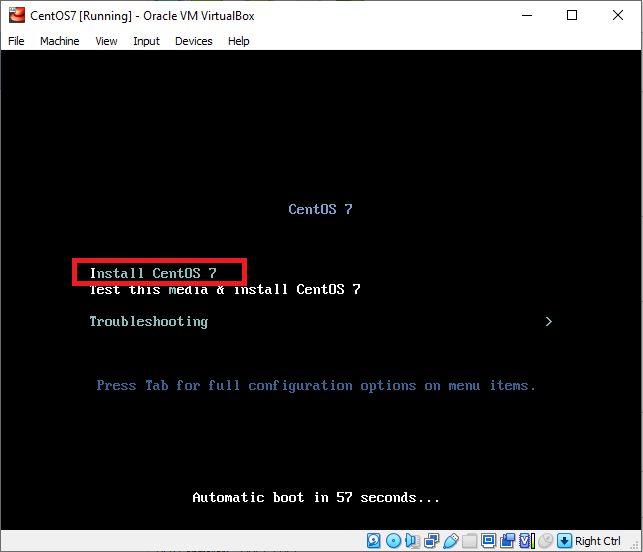 CentOS7 [Running] - Oracle VM VirtualBox
File Machine View Input Devices Help
CentOS 7
Install CentOS 7
Test this media & install CentOS 7
Troubleshooting >
Press Tab for full configuration options on menu items.
Automatic boot in 57 seconds...
Right Ctrl